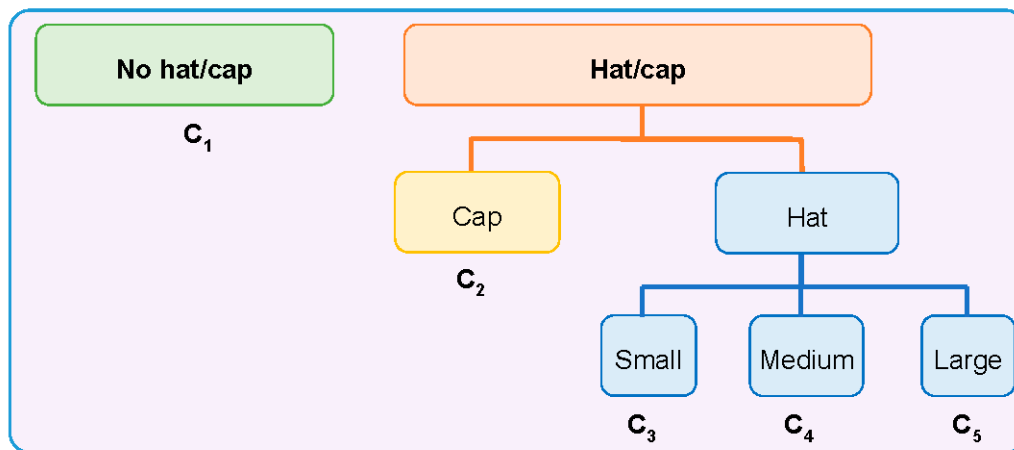 No hat/cap
Hat/cap
C₁
Cap
Hat
C₂
Small
Medium
Large
C₃
C₄
C₅